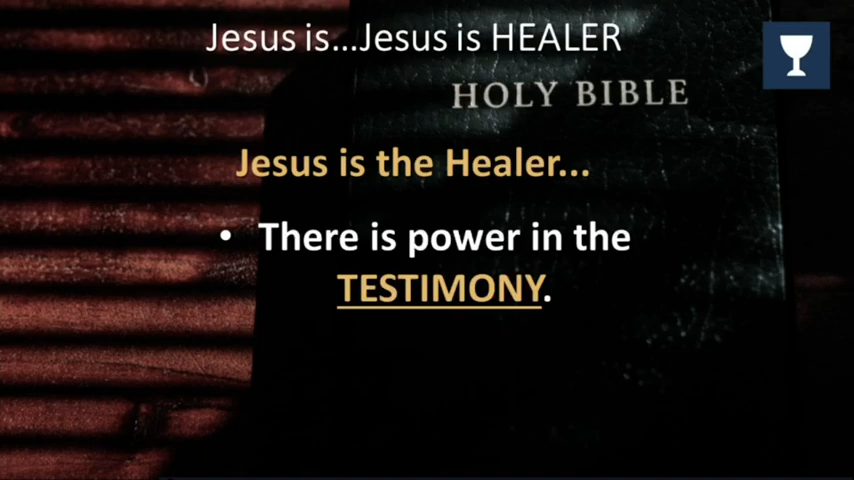 Jesus is...Jesus is HEALER
HOLY BIBLE
Jesus is the Healer...
• There is power in the
TESTIMONY.